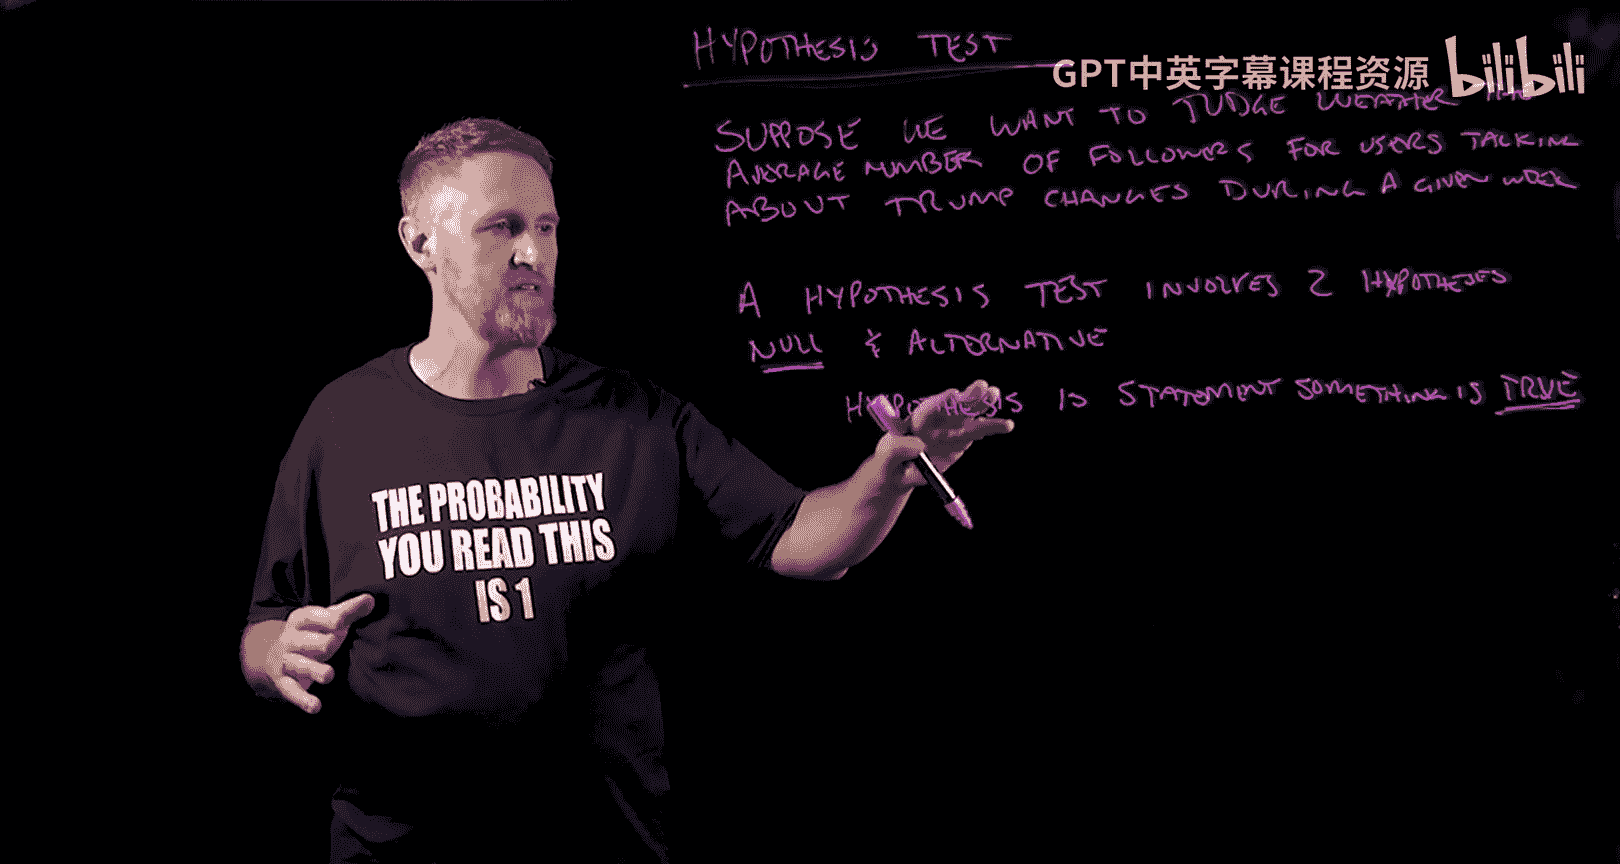 HYPOTHESIS TEST
GPT中英字幕课程资源 bilibili
SUPPOSE WE WANT TO JUDGE WEATHER THE
AVERAGE NUMBER OF FOLLOWERS FOR USERS TALKING
ABOUT TRUMP CHANGES DURING A GIVEN WEEK
A HYPOTHESIS TEST INVOLVES 2 HYPOTHESES
NULL & ALTERNATIVE
HYPOTHESIS IS STATEMENT SOMETHING IS TRUE
THE PROBABILITY
YOU READ THIS
IS 1